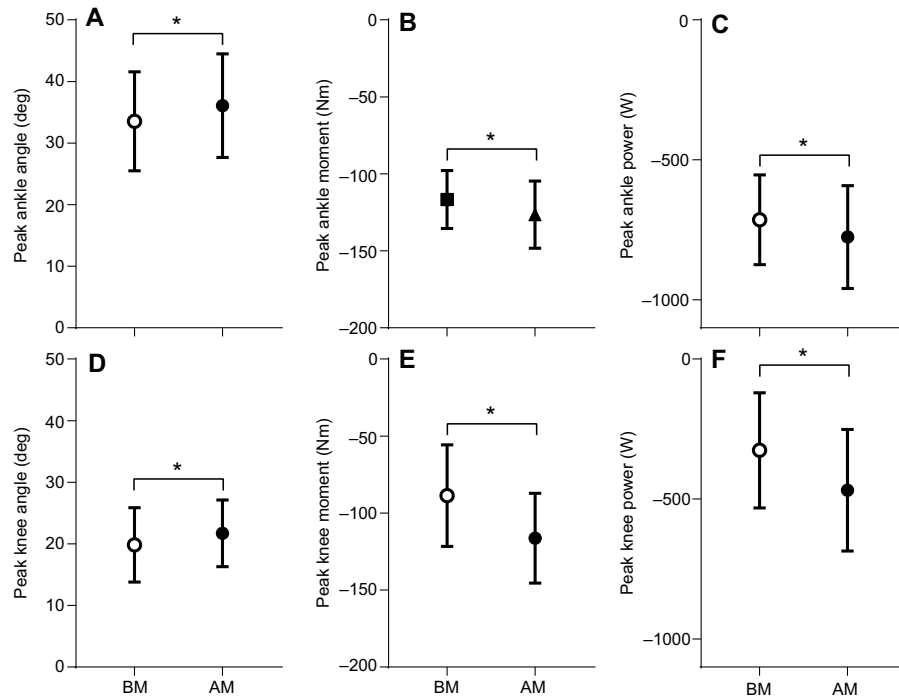 A
*
50
40
30
20
10
0
Peak ankle angle (deg)
B
*
0
–50
–100
–150
–200
Peak ankle moment (Nm)
C
*
0
–500
–1000
Peak ankle power (W)
D
*
50
40
30
20
10
0
Peak knee angle (deg)
BM AM
E
*
0
–50
–100
–150
–200
Peak knee moment (Nm)
BM AM
F
*
0
–500
–1000
Peak knee power (W)
BM AM